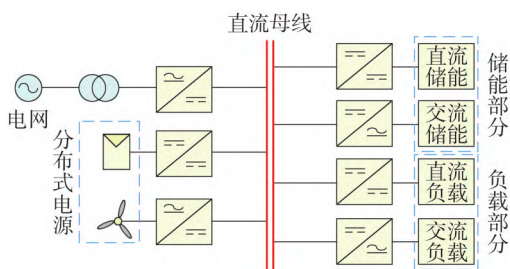 直流母线
电网
分布式电源
直流
储能
交流
储能
储能部分
直流
负载
交流
负载
负载部分